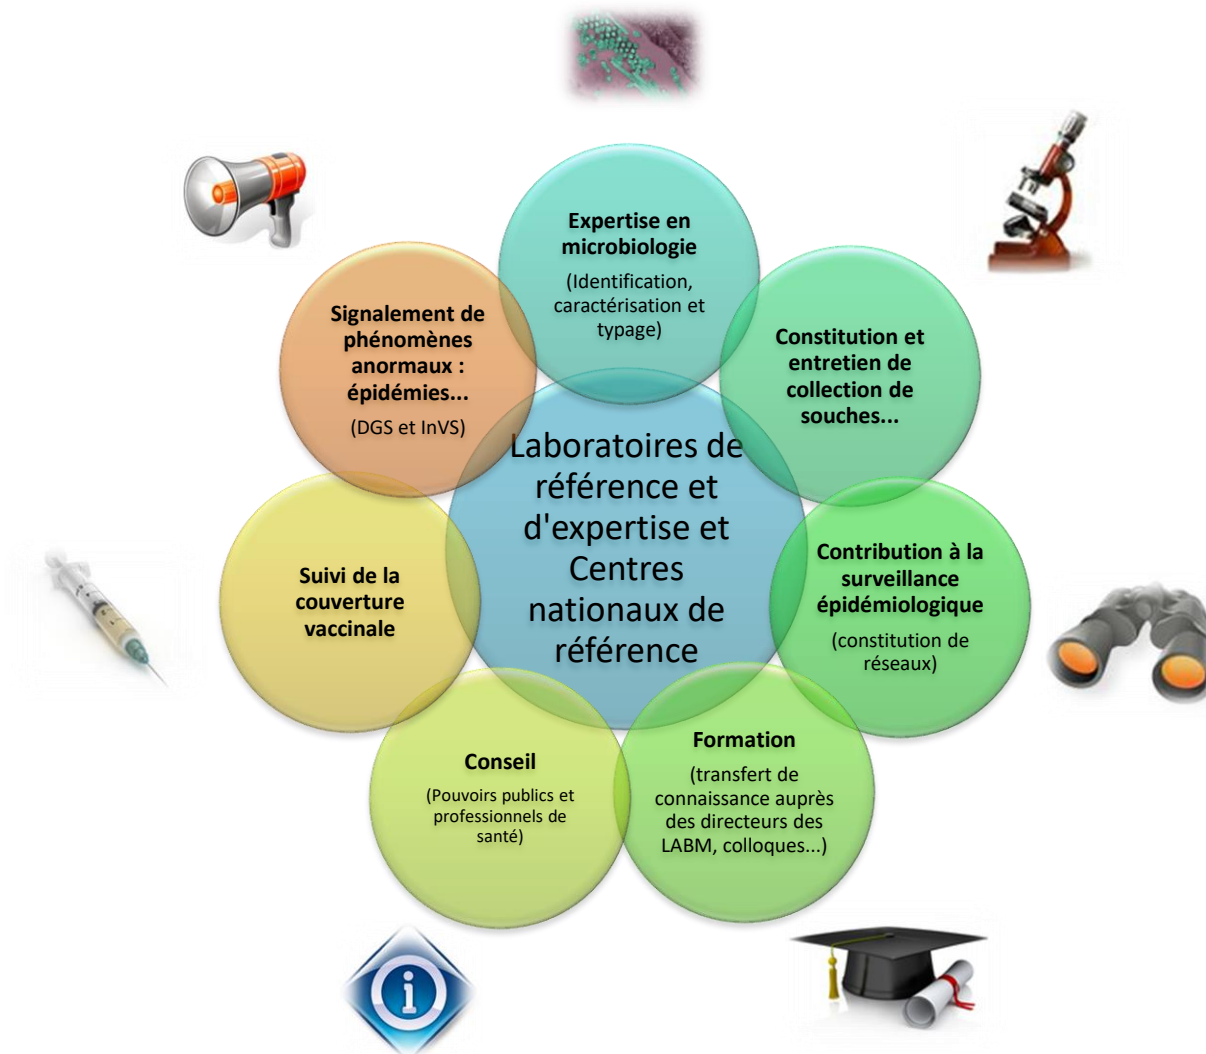 Expertise en
microbiologie
(Identification,
caractérisation et
typage)
Constitution et
entretien de
collection de
souches...
Contribution à la
surveillance
épidémiologique
(constitution de
réseaux)
Formation
(transfert de
connaissance auprès
des directeurs des
LABM, colloques...)
Conseil
(Pouvoirs publics et
professionnels de
santé)
Suivi de la
couverture
vaccinale
Signalement de
phénomènes
anormaux :
épidémies...
(DGS et InVS)
Laboratoires de
référence et
d'expertise et
Centres
nationaux de
référence